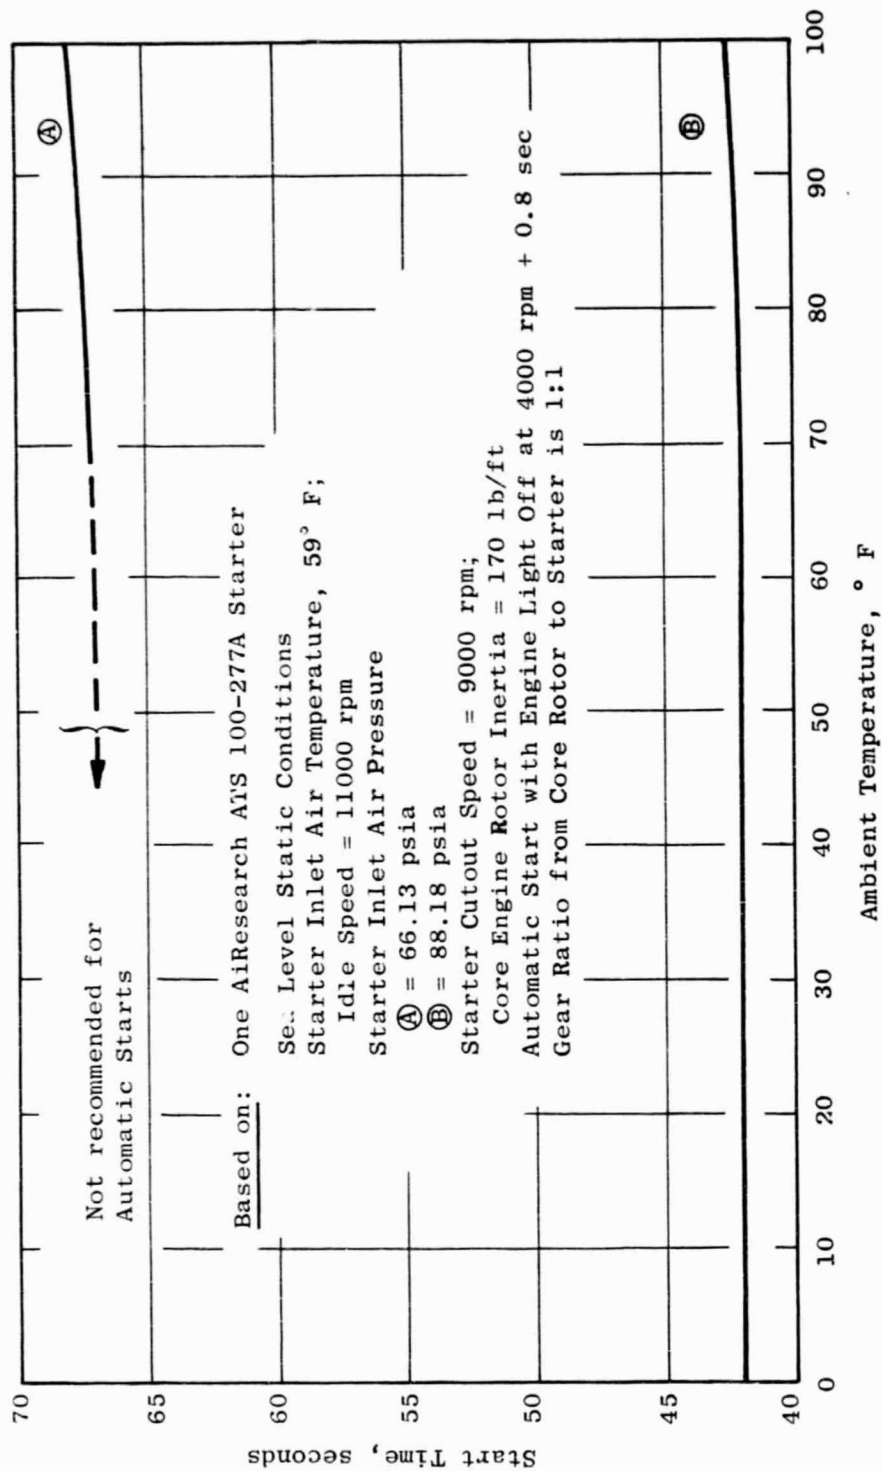 Start Time, seconds
70
65
60
55
50
45
40
Not recommended for
Automatic Starts
Based on: One AiResearch ATS 100-277A Starter
Level Static Conditions
Starter Inlet Air Temperature, 59° F;
Idle Speed = 11000 rpm
Starter Inlet Air Pressure
Ⓐ = 66.13 psia
Ⓑ = 88.18 psia
Starter Cutout Speed = 9000 rpm;
Core Engine Rotor Inertia = 170 lb/ft
Automatic Start with Engine Light Off at 4000 rpm + 0.8 sec
Gear Ratio from Core Rotor to Starter is 1:1
Ⓐ
Ⓑ
0 10 20 30 40 50 60 70 80 90 100
Ambient Temperature, ° F